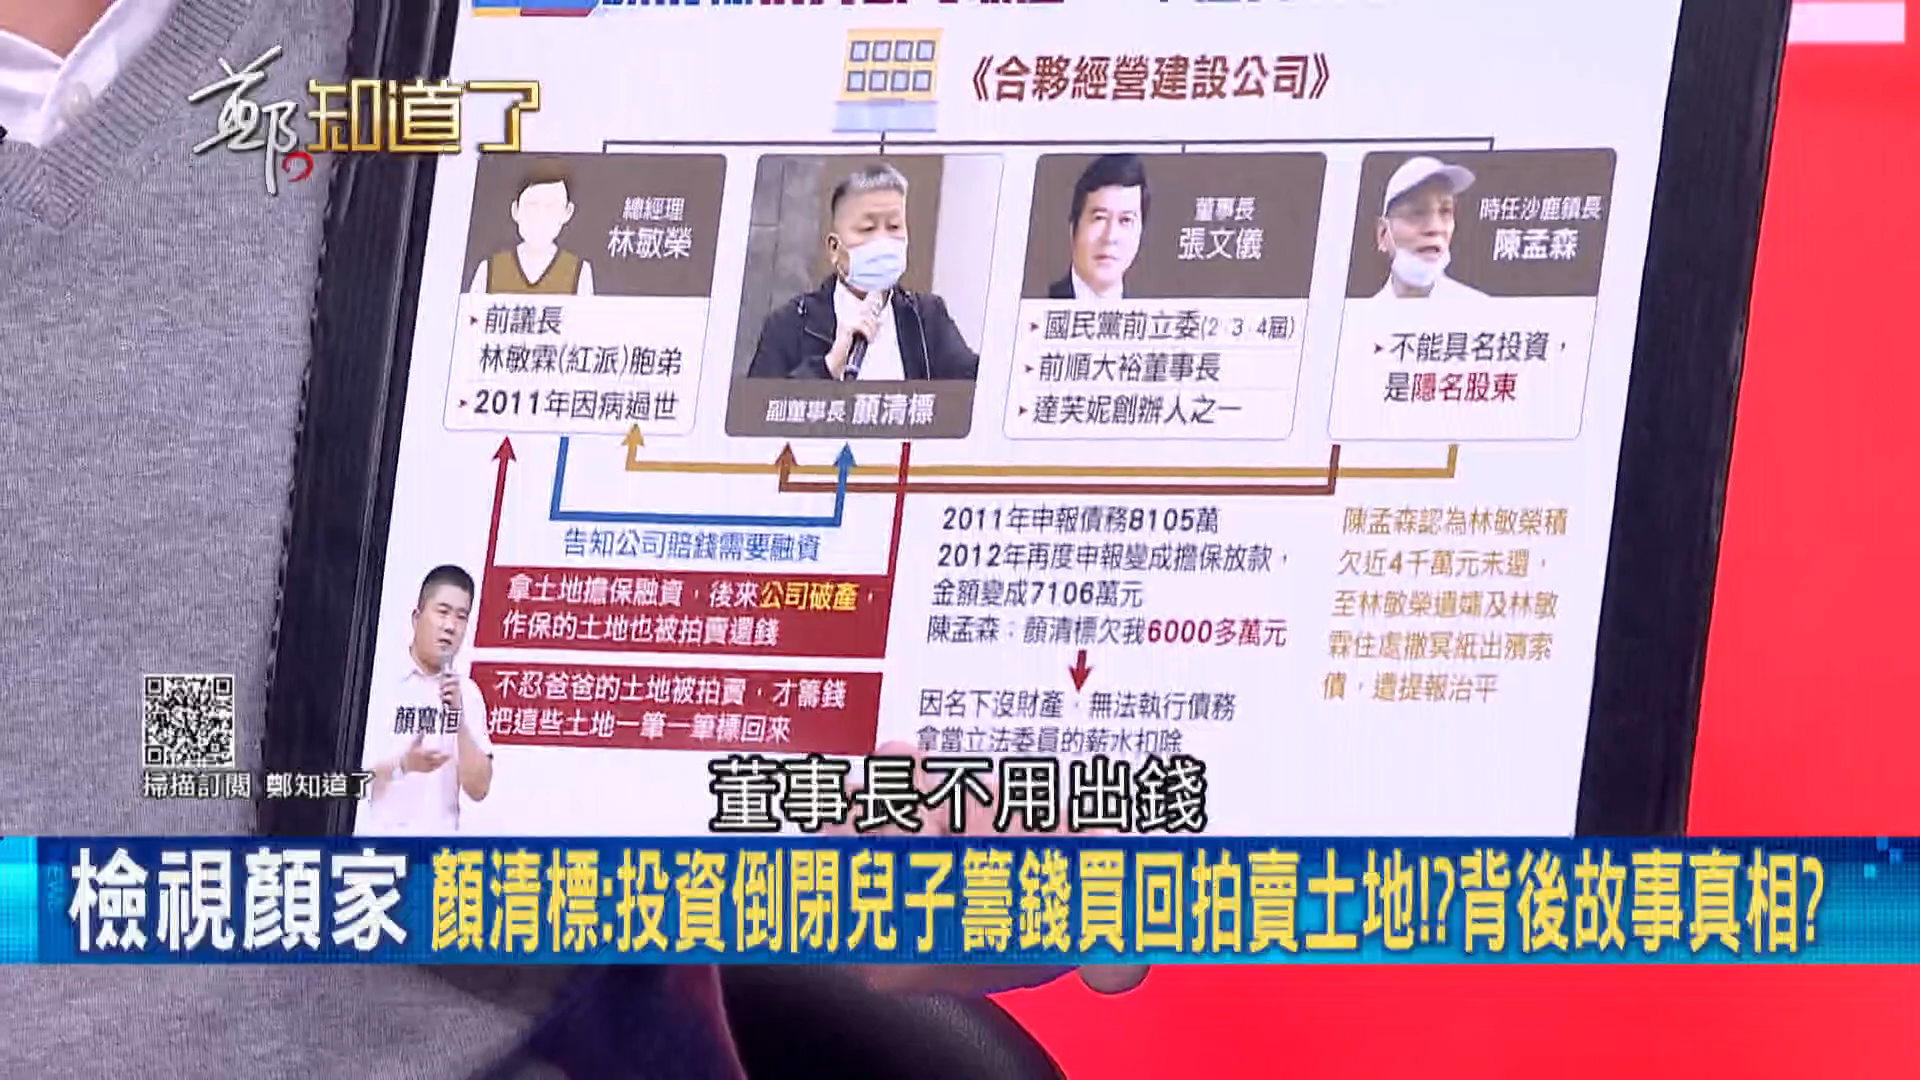 鄭知道了
《合夥經營建設公司》
總經理
林敏榮
前議長
林敏霖(紅派)胞弟
2011年因病過世
副董事長 顏清標
董事長
張文儀
國民黨前立委(2、3、4屆)
前順大裕董事長
達芙妮創辦人之一
時任沙鹿鎮長
陳孟森
不能具名投資，
是隱名股東
告知公司賠錢需要融資
拿土地擔保融資，後來公司破產，
作保的土地也被拍賣還錢
不忍爸爸的土地被拍賣，才籌錢
把這些土地一筆一筆標回來
顏寬恒
2011年申報債務8105萬
2012年再度申報變成擔保放款，
金額變成7106萬元
陳孟森：顏清標欠我6000多萬元
因名下沒財產，無法執行債務
拿當立法委員的薪水扣除
陳孟森認為林敏榮積
欠近4千萬元未還，
至林敏榮遺孀及林敏
霖住處撒冥紙出殯索
債，遭提報治平
掃描訂閱 鄭知道了
董事長不用出錢
檢視顏家 顏清標:投資倒閉兒子籌錢買回拍賣土地!?背後故事真相?